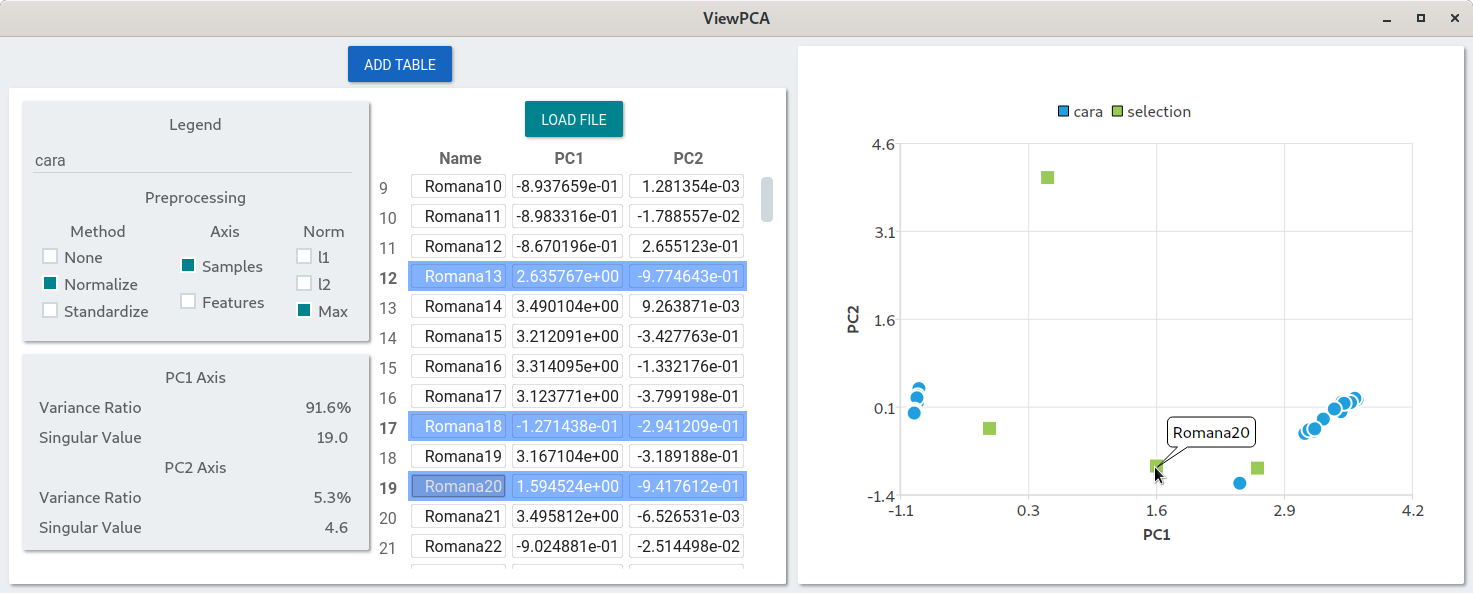 ViewPCA
ADD TABLE
Legend
cara
Preprocessing
Method Axis Norm
None
Normalize
Standardize
Samples
Features
l1
l2
Max
PC1 Axis
Variance Ratio 91.6%
Singular Value 19.0
PC2 Axis
Variance Ratio 5.3%
Singular Value 4.6
LOAD FILE
Name PC1 PC2
9 Romana10 -8.937659e-01 1.281354e-03
10 Romana11 -8.983316e-01 -1.788557e-02
11 Romana12 -8.670196e-01 2.655123e-01
12 Romana13 2.635767e+00 -9.774643e-01
13 Romana14 3.490104e+00 9.263871e-03
14 Romana15 3.212091e+00 -3.427763e-01
15 Romana16 3.314095e+00 -1.332176e-01
16 Romana17 3.123771e+00 -3.799198e-01
17 Romana18 -1.271438e-01 -2.941209e-01
18 Romana19 3.167104e+00 -3.189188e-01
19 Romana20 1.594524e+00 -9.417612e-01
20 Romana21 3.495812e+00 -6.526531e-03
21 Romana22 -9.024881e-01 -2.514498e-02
cara selection
4.6
3.1
1.6
0.1
-1.4
PC2
Romana20
-1.1 0.3 1.6 2.9 4.2
PC1